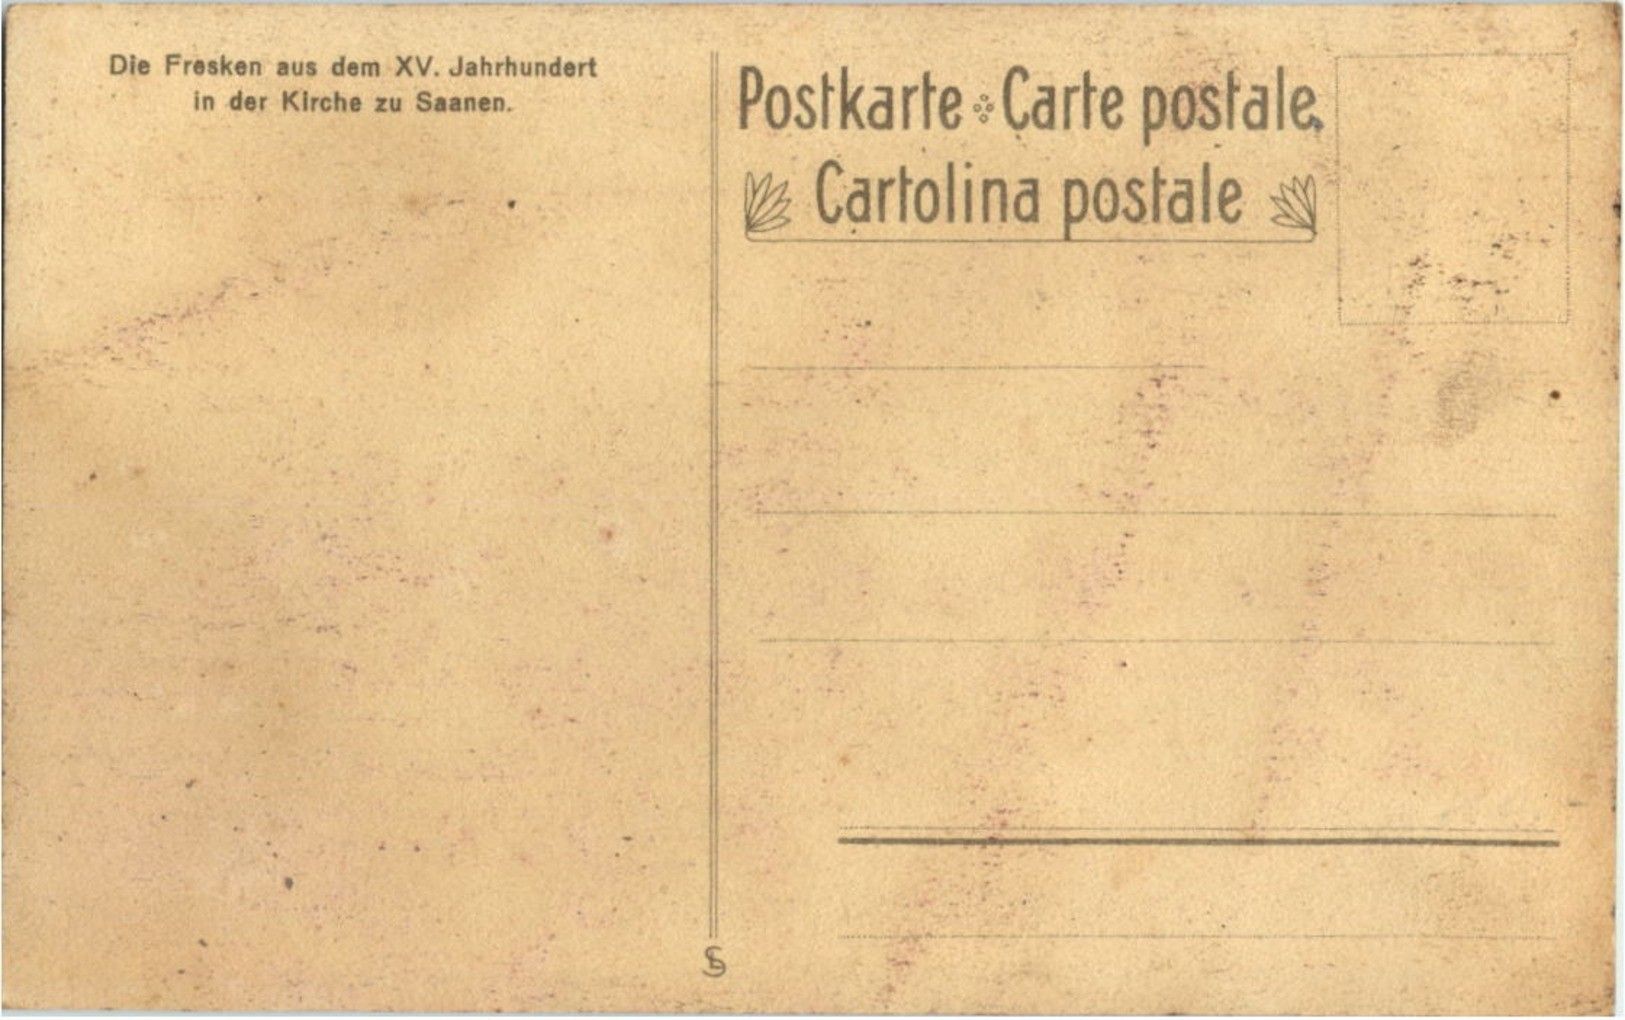 Die Fresken aus dem XV. Jahrhundert
in der Kirche zu Saanen.
Postkarte Carte postale
Cartolina postale